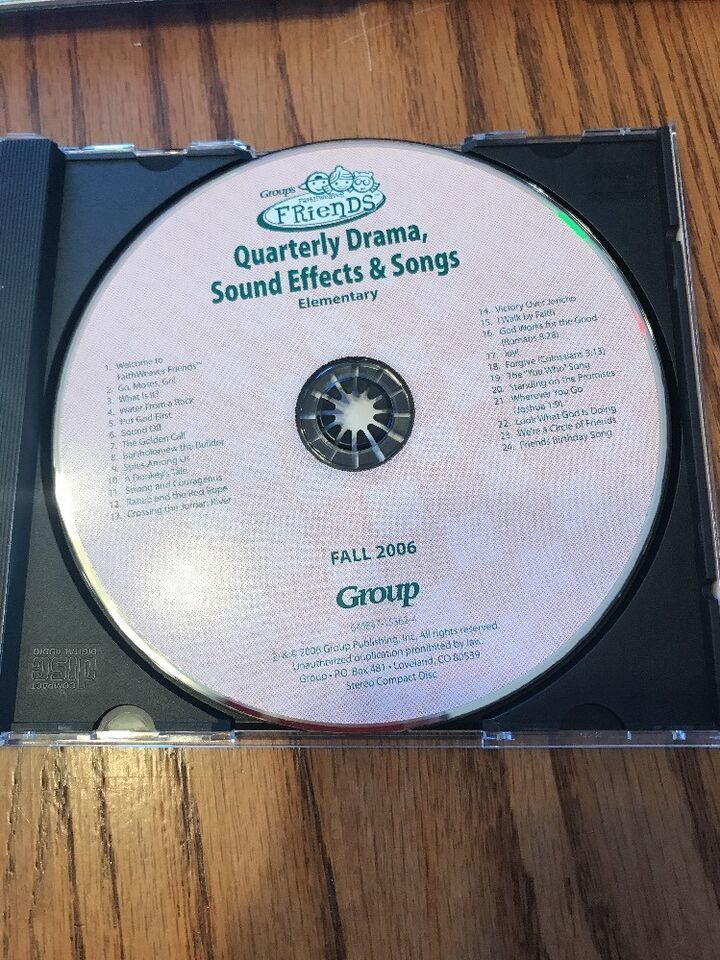 Group's
FaithWeaver
FRiENDS
Quarterly Drama,
Sound Effects & Songs
Elementary
1. Welcome to
FaithWeaver Friends™
2. Go, Moses, Go!
3. What Is It?
4. Water From a Rock
5. Put God First
6. Sound Off
7. The Golden Calf
8. Bartholomew the Builder
9. Spies Among Us
10. A Donkey's Tale
11. Strong and Courageous
12. Rahab and the Red Rope
13. Crossing the Jordan River
14. Victory Over Jericho
15. I Walk by Faith
16. God Works for the Good
(Romans 8:28)
17. Joy!
18. Forgive (Colossians 3:13)
19. The "You Who" Song
20. Standing on the Promises
21. Wherever You Go
(Joshua 1:9)
22. Look What God Is Doing
23. We're a Circle of Friends
24. Friends Birthday Song
FALL 2006
Group
℗ & © 2006 Group Publishing, Inc. All rights reserved.
Unauthorized duplication prohibited by law.
Group • P.O. Box 481 • Loveland, CO 80539
Stereo Compact Disc
COMPACT
disc
DIGITAL AUDIO